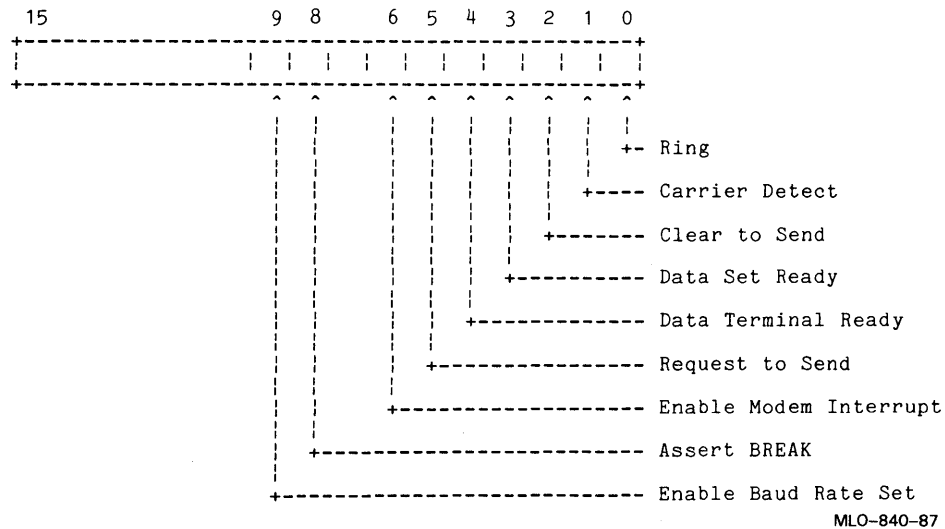 15 9 8 6 5 4 3 2 1 0
Ring
Carrier Detect
Clear to Send
Data Set Ready
Data Terminal Ready
Request to Send
Enable Modem Interrupt
Assert BREAK
Enable Baud Rate Set
MLO-840-87